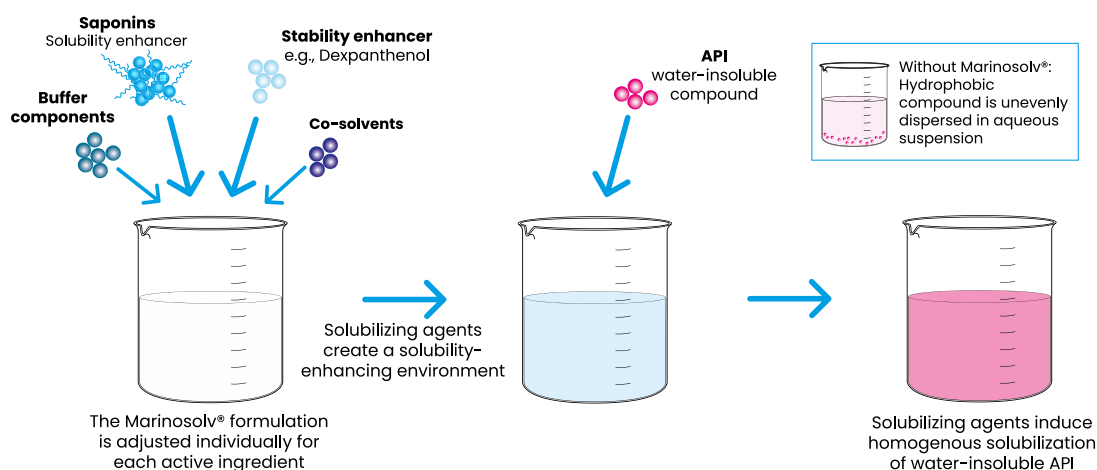 Saponins
Solubility enhancer
Stability enhancer
e.g., Dexpanthenol
Buffer
components
Co-solvents
API
water-insoluble
compound
Without Marinosolv®:
Hydrophobic
compound is unevenly
dispersed in aqueous
suspension
Solubilizing agents
create a solubility-
enhancing environment
The Marinosolv® formulation
is adjusted individually for
each active ingredient
Solubilizing agents induce
homogenous solubilization
of water-insoluble API